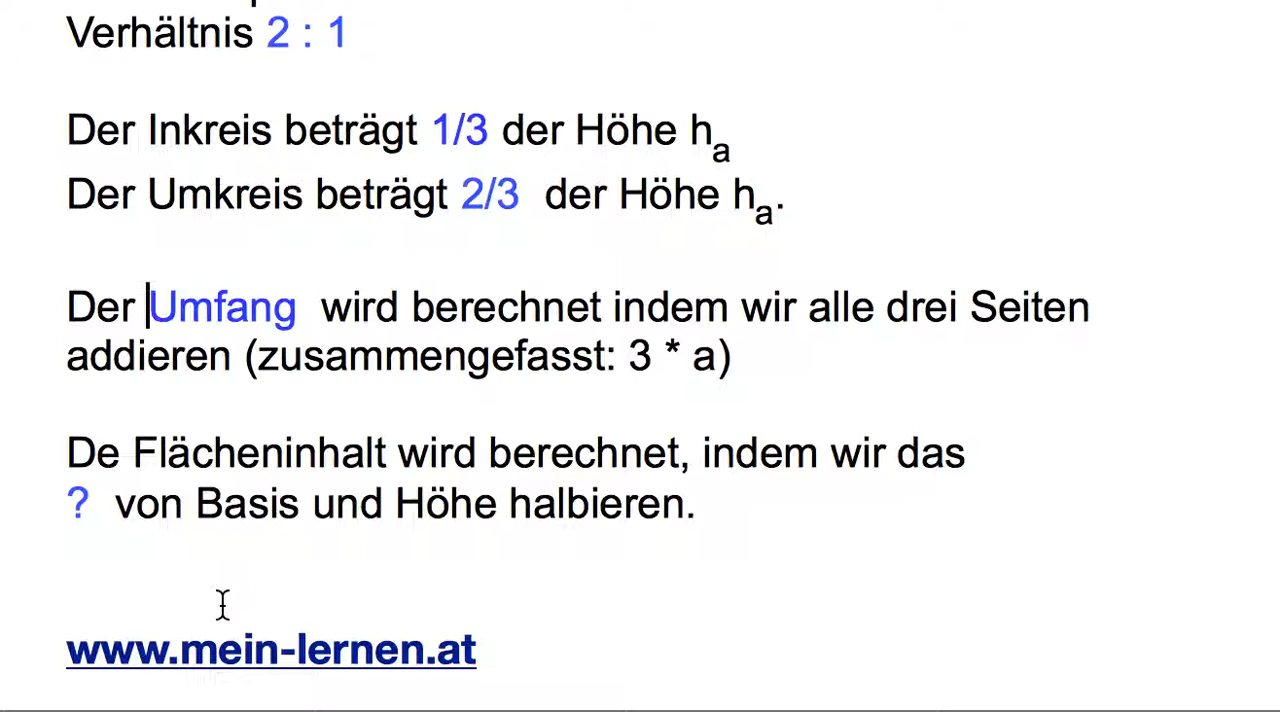 Verhältnis 2 : 1
Der Inkreis beträgt 1/3 der Höhe ha
Der Umkreis beträgt 2/3 der Höhe ha.
Der Umfang wird berechnet indem wir alle drei Seiten
addieren (zusammengefasst: 3 * a)
De Flächeninhalt wird berechnet, indem wir das
? von Basis und Höhe halbieren.
www.mein-lernen.at